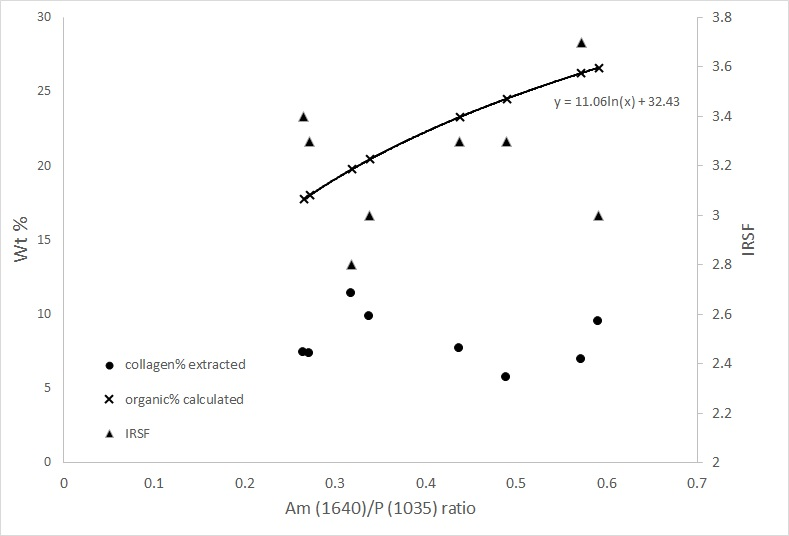 30
25
20
15
10
5
0
Wt %
3.8
3.6
3.4
3.2
3
2.8
2.6
2.4
2.2
2
IRSF
y = 11.06ln(x) + 32.43
collagen% extracted
organic% calculated
IRSF
0 0.1 0.2 0.3 0.4 0.5 0.6 0.7
Am (1640)/P (1035) ratio